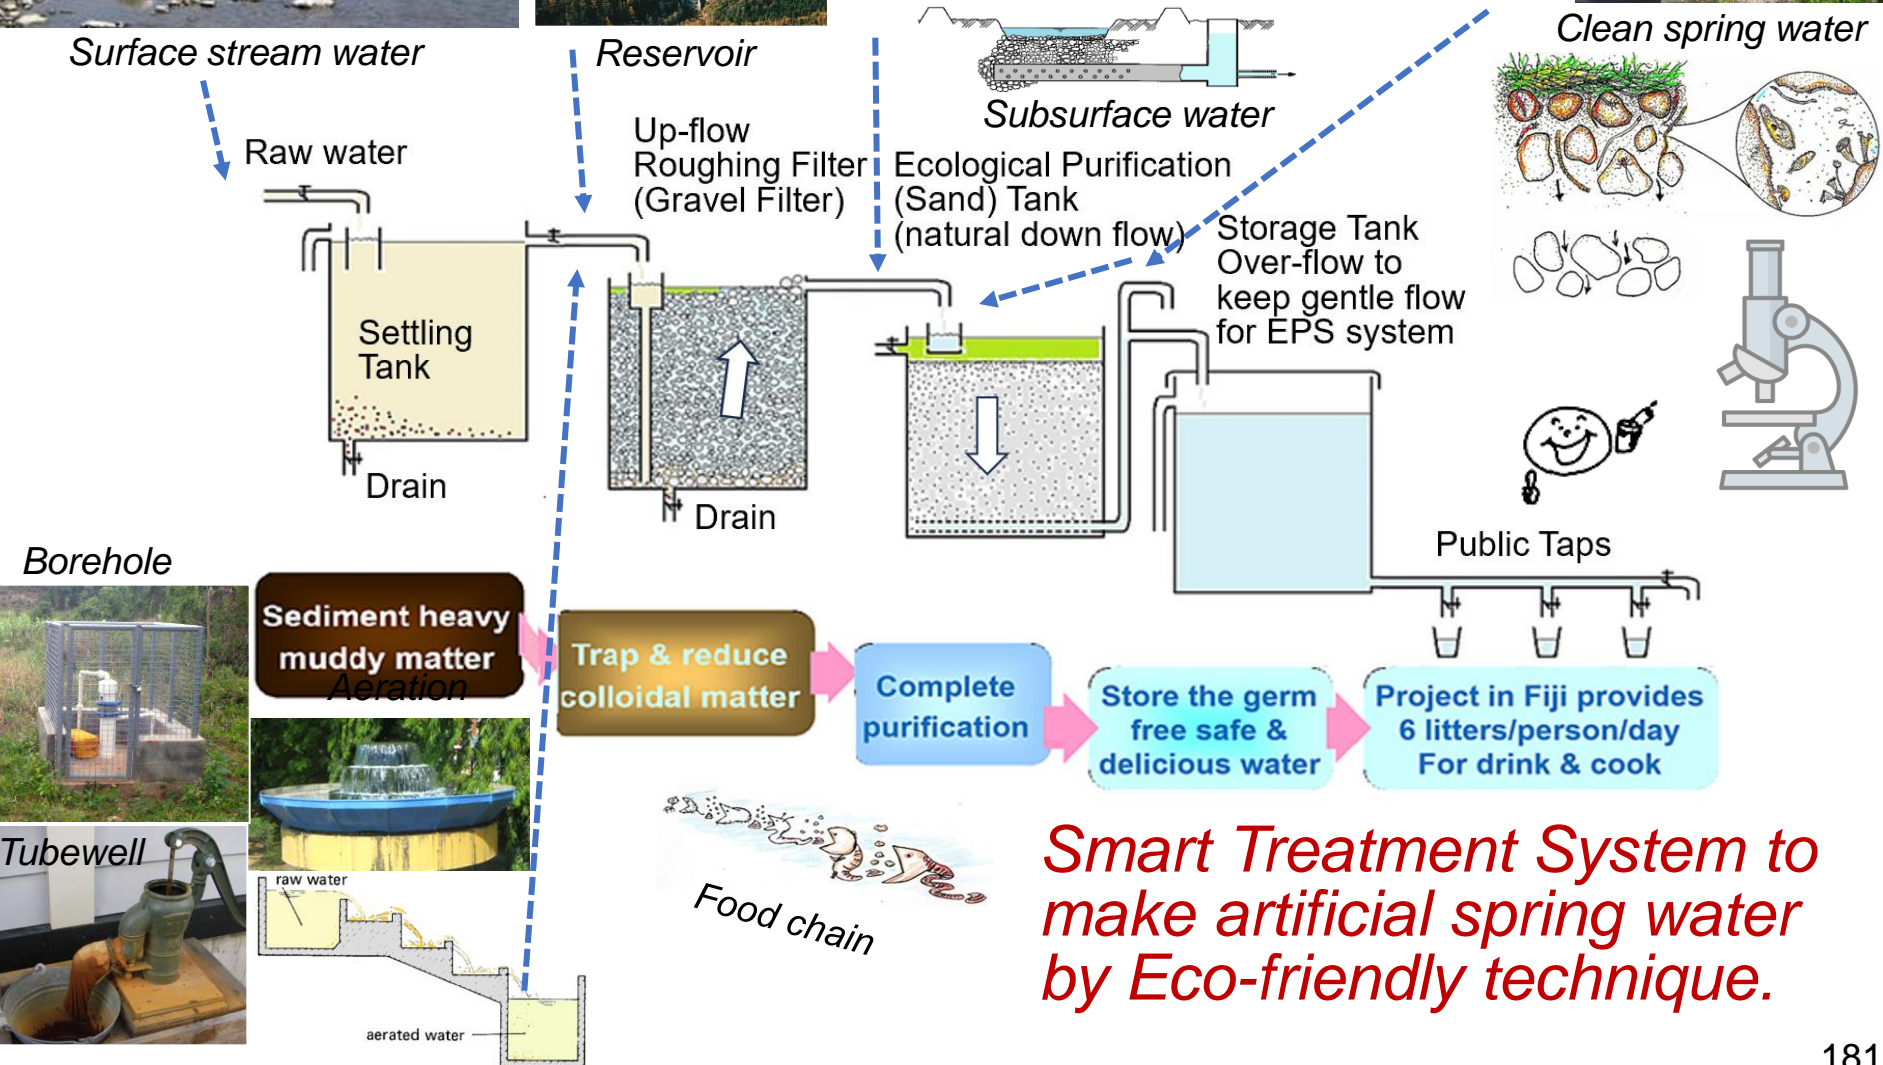 Surface stream water
Reservoir
Subsurface water
Clean spring water
Raw water
Up-flow
Roughing Filter
(Gravel Filter)
Ecological Purification
(Sand) Tank
(natural down flow)
Storage Tank
Over-flow to
keep gentle flow
for EPS system
Settling
Tank
Drain
Drain
Public Taps
Borehole
Sediment heavy
muddy matter
Aeration
Trap & reduce
colloidal matter
Complete
purification
Store the germ
free safe &
delicious water
Project in Fiji provides
6 litters/person/day
For drink & cook
Tubewell
raw water
aerated water
Food chain
Smart Treatment System to
make artificial spring water
by Eco-friendly technique.
181